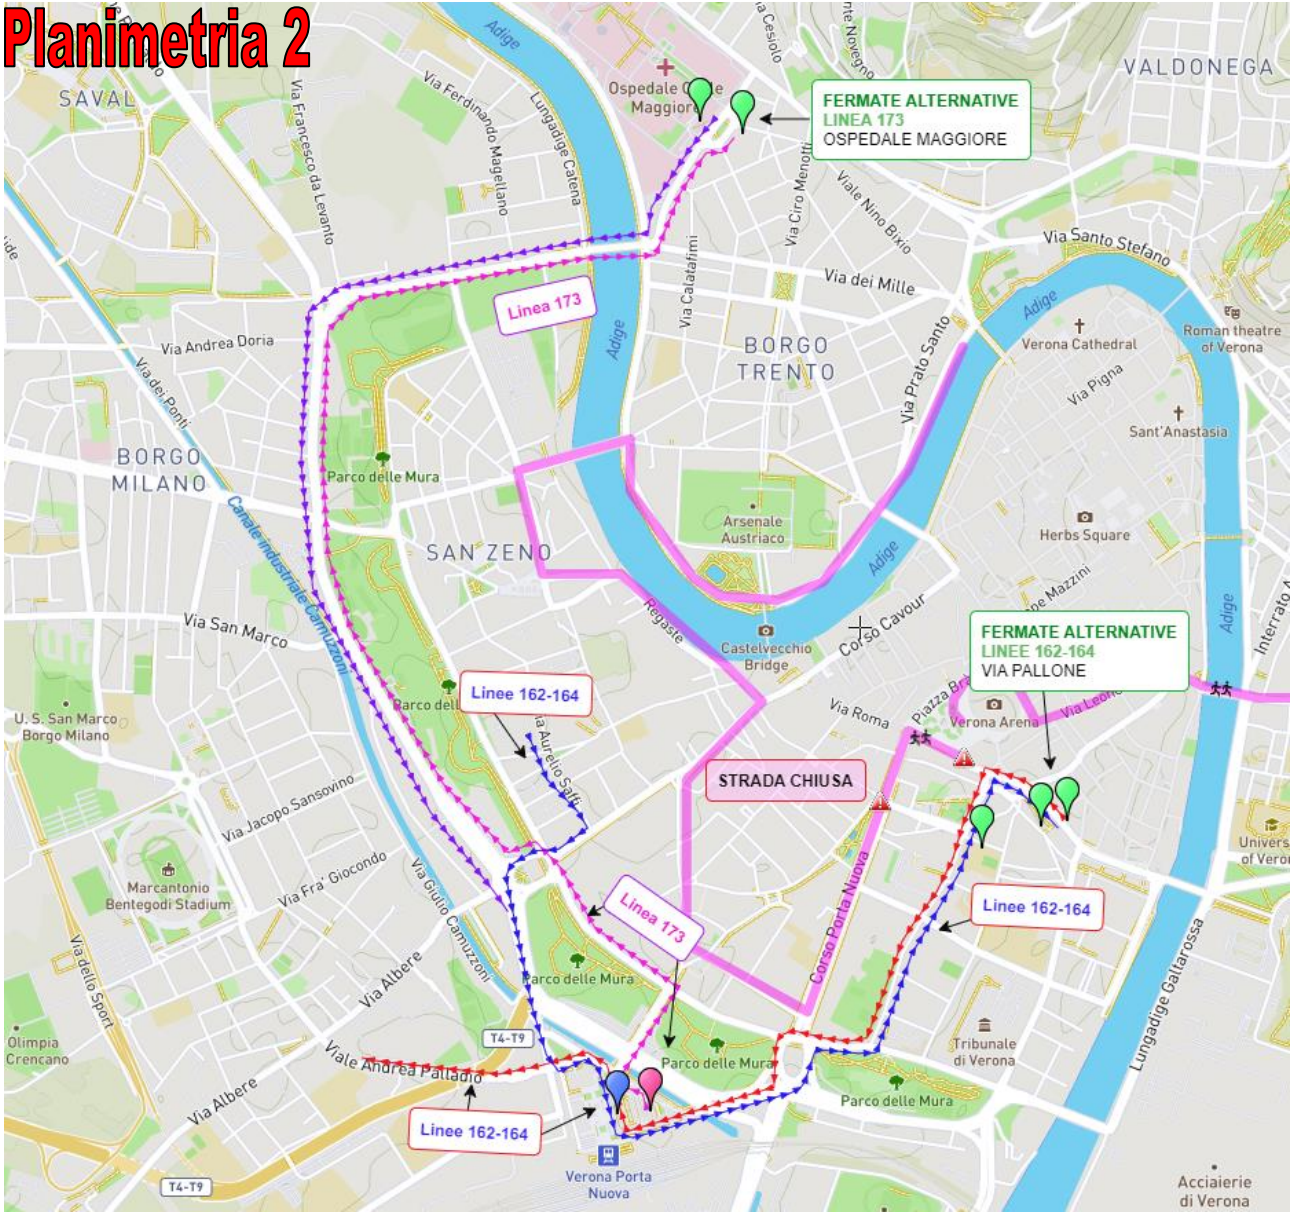 Planimetria 2
Adige
SAVAL
Via Francesco da Levanto
Via Ferdinando Magellano
Lungadige Catena
Ospedale
Maggiore
Via Ciro Menotti
Viale Nino Bixio
VALDONEGA
FERMATE ALTERNATIVE
LINEA 173
OSPEDALE MAGGIORE
Via Santo Stefano
Via Calatafimi
Via dei Mille
Linea 173
Adige
Adige
Via Andrea Doria
Via dei Ponti
BORGO
TRENTO
Via Prato Santo
Verona Cathedral
Roman theatre
of Verona
Via Pigna
Sant'Anastasia
BORGO
MILANO
Parco delle Mura
Canale industriale Camuzzoni
SAN ZENO
Arsenale
Austriaco
Herbs Square
Adige
Via San Marco
Regaste
Castelvecchio
Bridge
Corso Cavour
Adige
FERMATE ALTERNATIVE
LINEE 162-164
VIA PALLONE
Linee 162-164
U. S. San Marco
Borgo Milano
Via Roma
Verona Arena
STRADA CHIUSA
Via Jacopo Sansovino
Marcantonio
Bentegodi Stadium
Via Fra' Giocondo
Via Giulio Camuzzoni
Linea 173
Corso Porta Nuova
Linee 162-164
Via dello Sport
Via Albere
Parco delle Mura
Lungadige Galtarossa
Olimpia
Crencano
T4-T9
Viale Andrea Palladio
Parco delle Mura
Tribunale
di Verona
Via Albere
Parco delle Mura
Linee 162-164
T4-T9
Verona Porta
Nuova
Acciaierie
di Verona